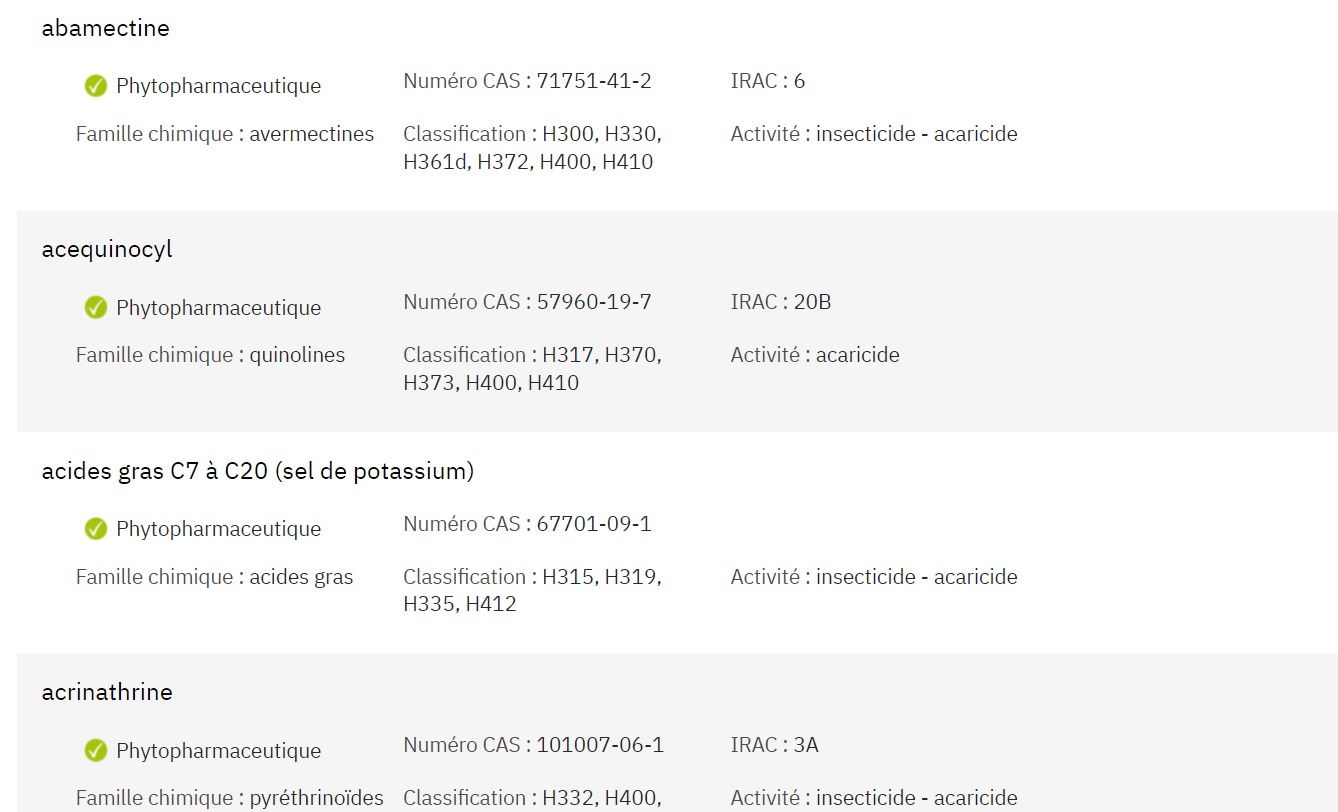 abamectine
Phytopharmaceutique
Numéro CAS : 71751-41-2
IRAC : 6
Famille chimique : avermectines
Classification : H300, H330,
H361d, H372, H400, H410
Activité : insecticide - acaricide
acequinocyl
Phytopharmaceutique
Numéro CAS : 57960-19-7
IRAC : 20B
Famille chimique : quinolines
Classification : H317, H370,
H373, H400, H410
Activité : acaricide
acides gras C7 à C20 (sel de potassium)
Phytopharmaceutique
Numéro CAS : 67701-09-1
Famille chimique : acides gras
Classification : H315, H319,
H335, H412
Activité : insecticide - acaricide
acrinathrine
Phytopharmaceutique
Numéro CAS : 101007-06-1
IRAC : 3A
Famille chimique : pyréthrinoïdes
Classification : H332, H400,
Activité : insecticide - acaricide